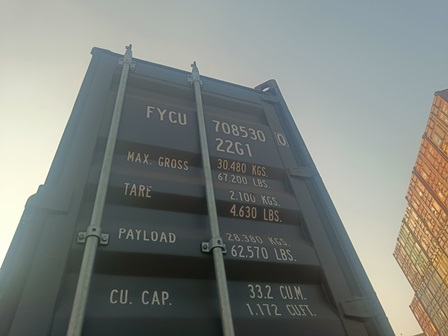 FYCU 708530 0
22G1
MAX. GROSS 30.480 KGS.
67.200 LBS.
TARE 2.100 KGS.
4.630 LBS.
PAYLOAD 28.380 KGS.
62.570 LBS.
CU. CAP. 33.2 CU.M.
1.172 CU.FT.